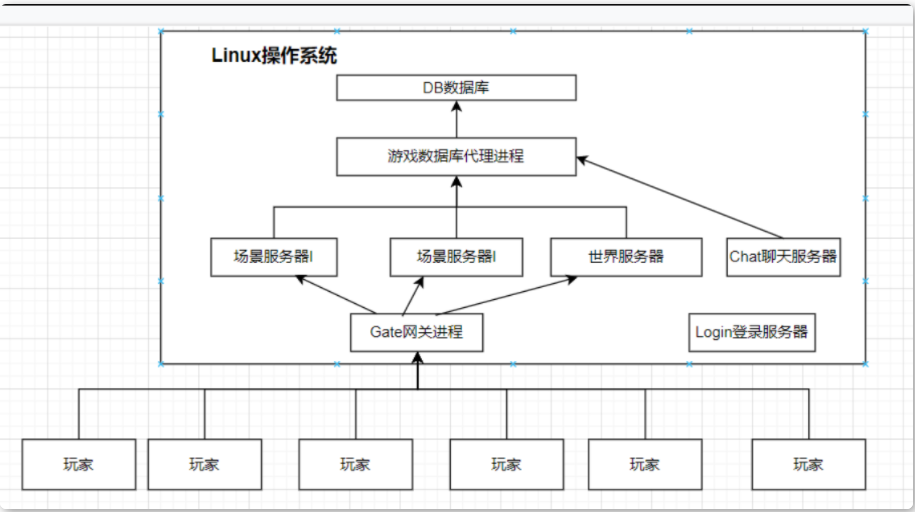 Linux操作系统
DB数据库
游戏数据库代理进程
场景服务器I
场景服务器I
世界服务器
Chat聊天服务器
Gate网关进程
Login登录服务器
玩家
玩家
玩家
玩家
玩家
玩家